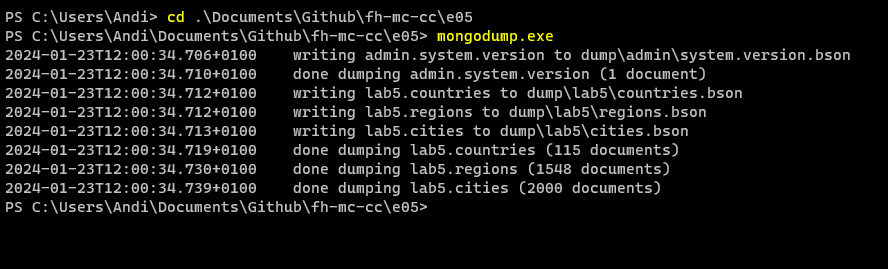 PS C:\Users\Andi> cd .\Documents\Github\fh-mc-cc\e05
PS C:\Users\Andi\Documents\Github\fh-mc-cc\e05> mongodump.exe
2024-01-23T12:00:34.706+0100    writing admin.system.version to dump\admin\system.version.bson
2024-01-23T12:00:34.710+0100    done dumping admin.system.version (1 document)
2024-01-23T12:00:34.712+0100    writing lab5.countries to dump\lab5\countries.bson
2024-01-23T12:00:34.712+0100    writing lab5.regions to dump\lab5\regions.bson
2024-01-23T12:00:34.713+0100    writing lab5.cities to dump\lab5\cities.bson
2024-01-23T12:00:34.719+0100    done dumping lab5.countries (115 documents)
2024-01-23T12:00:34.730+0100    done dumping lab5.regions (1548 documents)
2024-01-23T12:00:34.739+0100    done dumping lab5.cities (2000 documents)
PS C:\Users\Andi\Documents\Github\fh-mc-cc\e05>